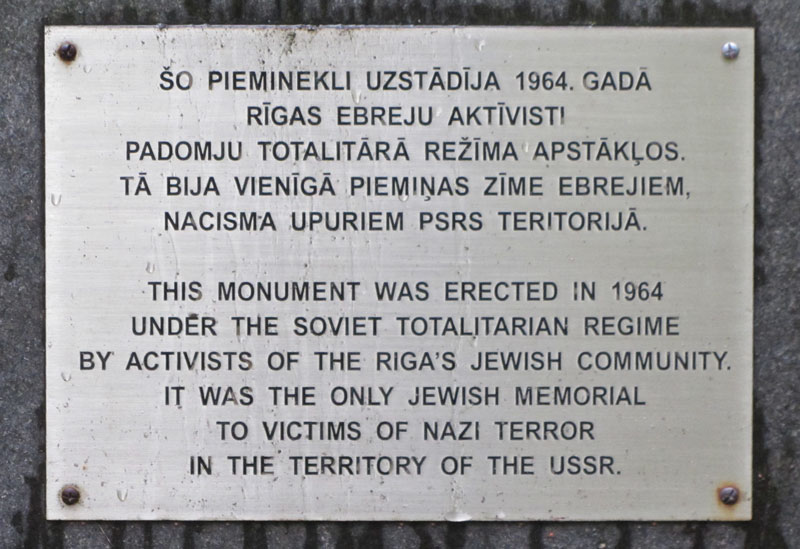 ŠO PIEMINEKLI UZSTĀDĪJA 1964. GADĀ
RĪGAS EBREJU AKTĪVISTI
PADOMJU TOTALITĀRĀ REŽĪMA APSTĀKĻOS.
TĀ BIJA VIENĪGĀ PIEMIŅAS ZĪME EBREJIEM,
NACISMA UPURIEM PSRS TERITORIJĀ.
THIS MONUMENT WAS ERECTED IN 1964
UNDER THE SOVIET TOTALITARIAN REGIME
BY ACTIVISTS OF THE RIGA'S JEWISH COMMUNITY.
IT WAS THE ONLY JEWISH MEMORIAL
TO VICTIMS OF NAZI TERROR
IN THE TERRITORY OF THE USSR.